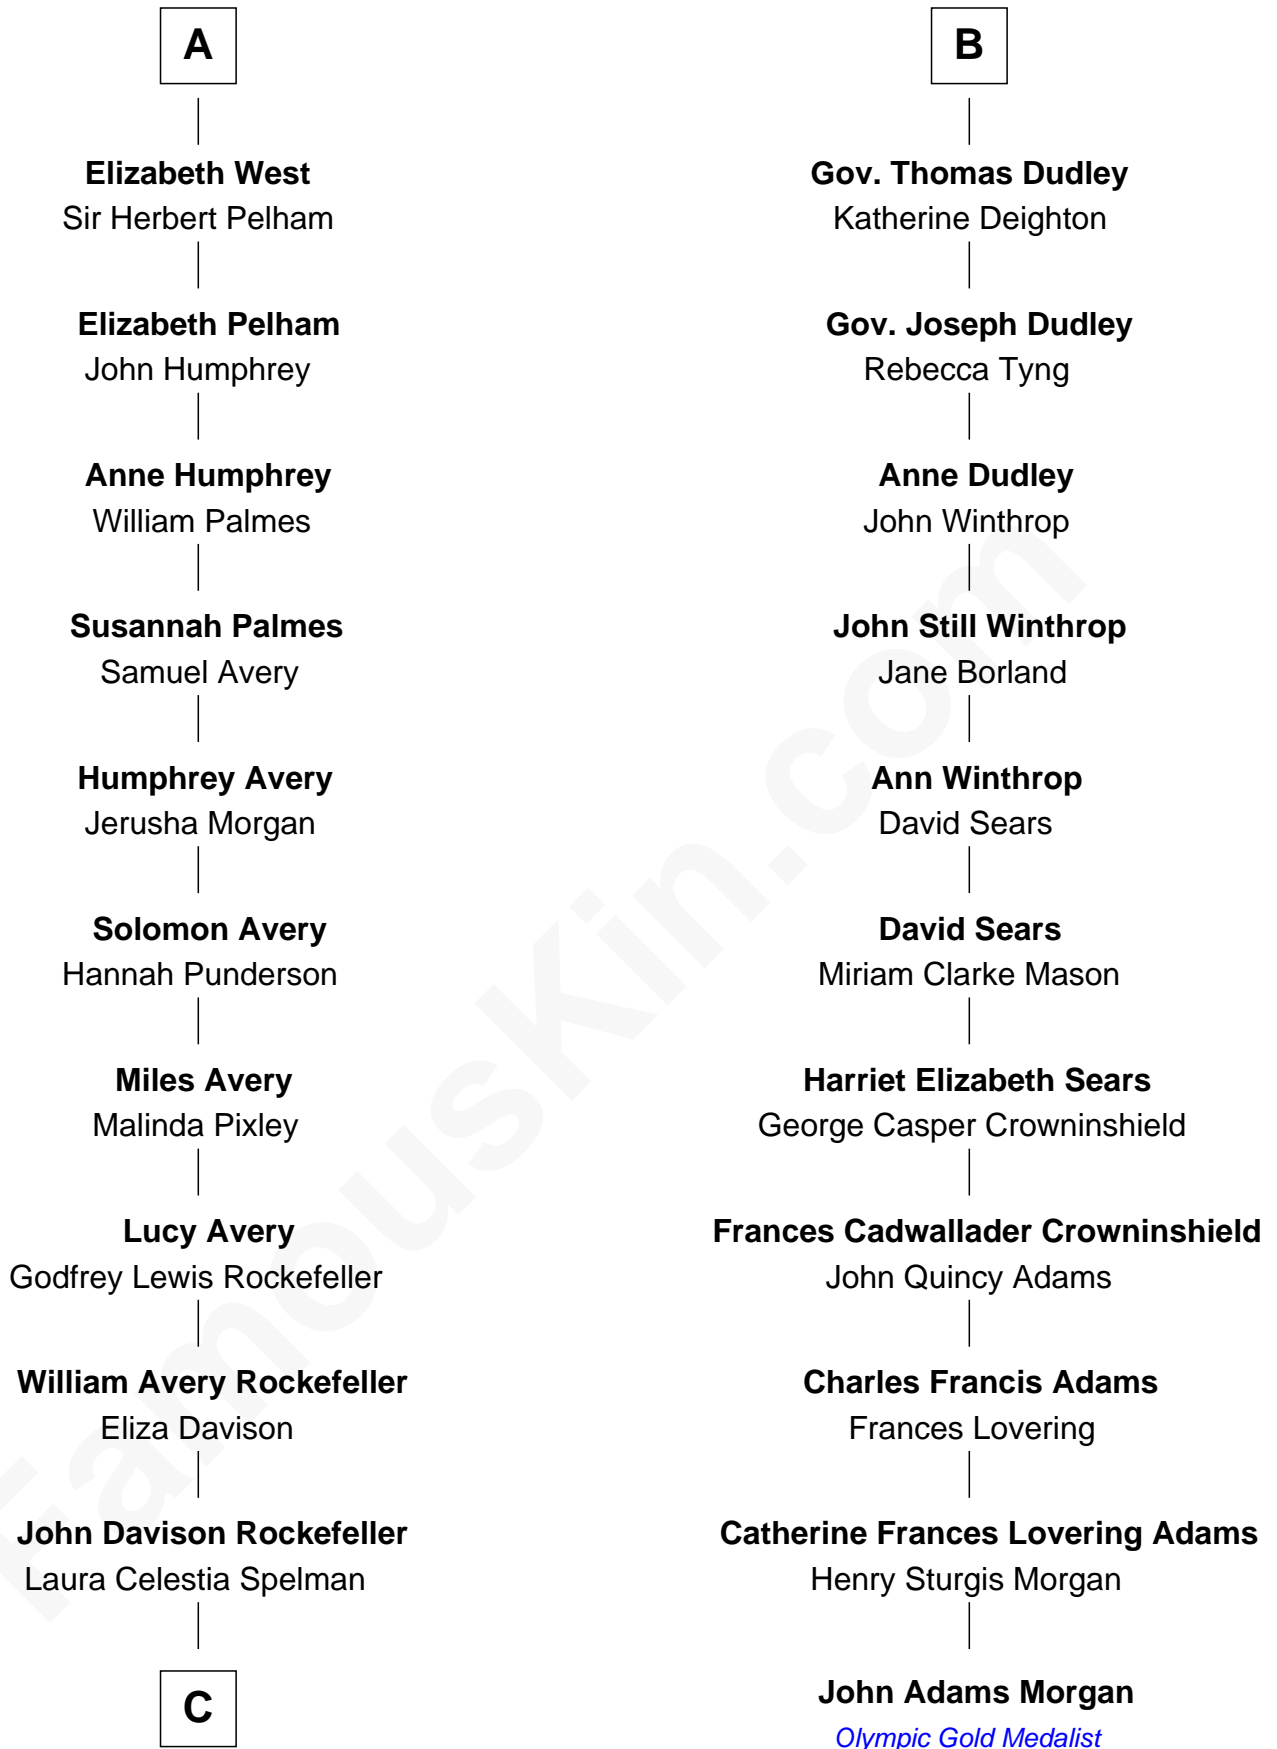 A
Elizabeth West
Sir Herbert Pelham
Elizabeth Pelham
John Humphrey
Anne Humphrey
William Palmes
Susannah Palmes
Samuel Avery
Humphrey Avery
Jerusha Morgan
Solomon Avery
Hannah Punderson
Miles Avery
Malinda Pixley
Lucy Avery
Godfrey Lewis Rockefeller
William Avery Rockefeller
Eliza Davison
John Davison Rockefeller
Laura Celestia Spelman
C
B
Gov. Thomas Dudley
Katherine Deighton
Gov. Joseph Dudley
Rebecca Tyng
Anne Dudley
John Winthrop
John Still Winthrop
Jane Borland
Ann Winthrop
David Sears
David Sears
Miriam Clarke Mason
Harriet Elizabeth Sears
George Casper Crowninshield
Frances Cadwallader Crowninshield
John Quincy Adams
Charles Francis Adams
Frances Lovering
Catherine Frances Lovering Adams
Henry Sturgis Morgan
John Adams Morgan
Olympic Gold Medalist
FamousKin.com